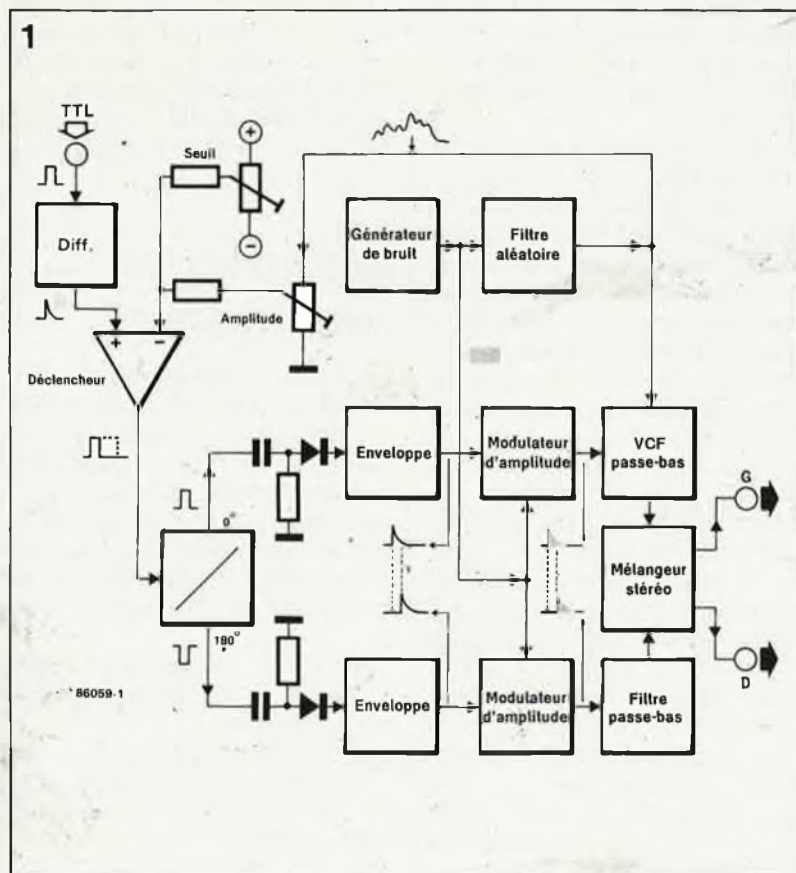 1
TTL
Seuil
+
−
Diff.
Générateur
de bruit
Filtre
aléatoire
Amplitude
+ −
Déclencheur
Enveloppe
Modulateur
d'amplitude
VCF
passe-bas
G
0°
Mélangeur
stéréo
180°
D
86059-1
Enveloppe
Modulateur
d'amplitude
Filtre
passe-bas